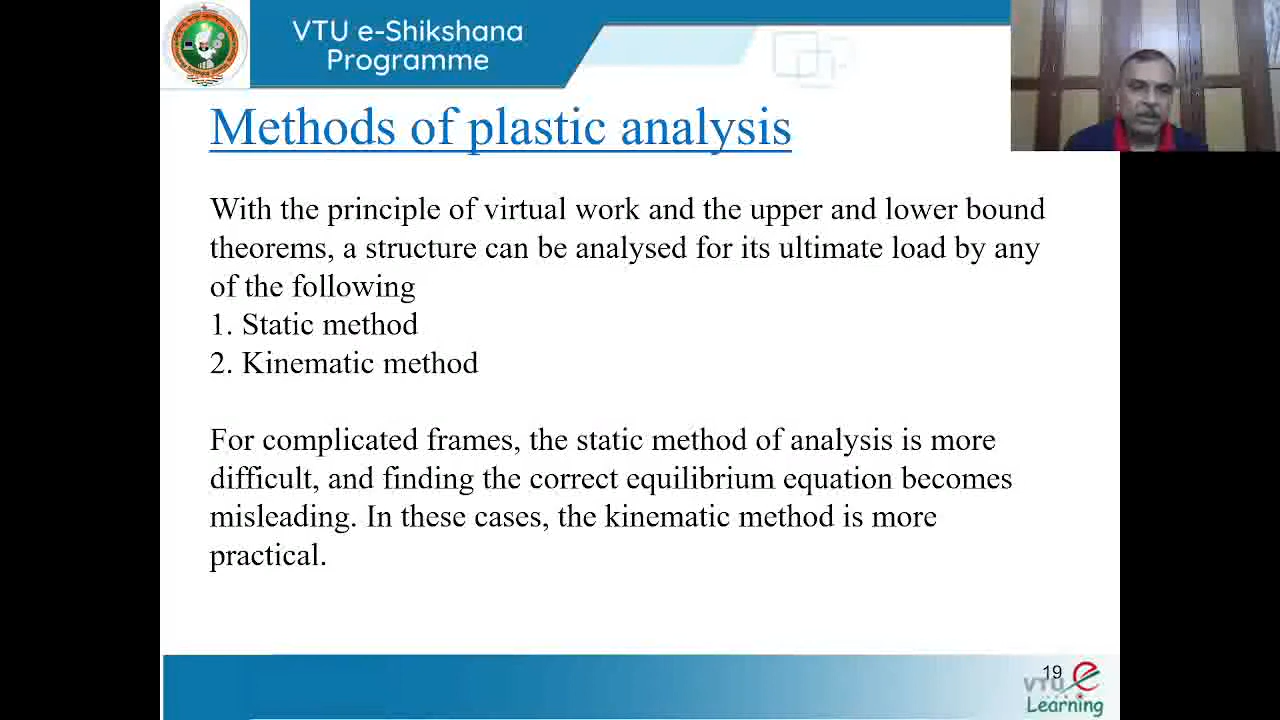 VTU e-Shikshana
Programme
Methods of plastic analysis
With the principle of virtual work and the upper and lower bound
theorems, a structure can be analysed for its ultimate load by any
of the following
1. Static method
2. Kinematic method
For complicated frames, the static method of analysis is more
difficult, and finding the correct equilibrium equation becomes
misleading. In these cases, the kinematic method is more
practical.
19
VTU e
Learning